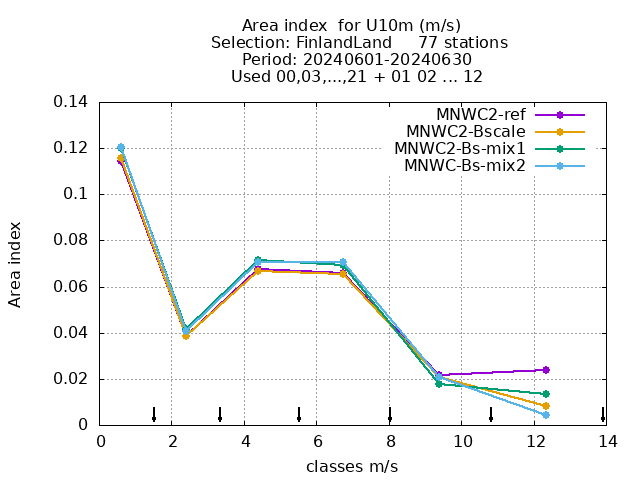 Area index  for U10m (m/s)
Selection: FinlandLand     77 stations
Period: 20240601-20240630
Used 00,03,...,21 + 01 02 ... 12
MNWC2-ref
MNWC2-Bscale
MNWC2-Bs-mix1
MNWC-Bs-mix2
Area index
0.14
0.12
0.1
0.08
0.06
0.04
0.02
0
0 2 4 6 8 10 12 14
classes m/s